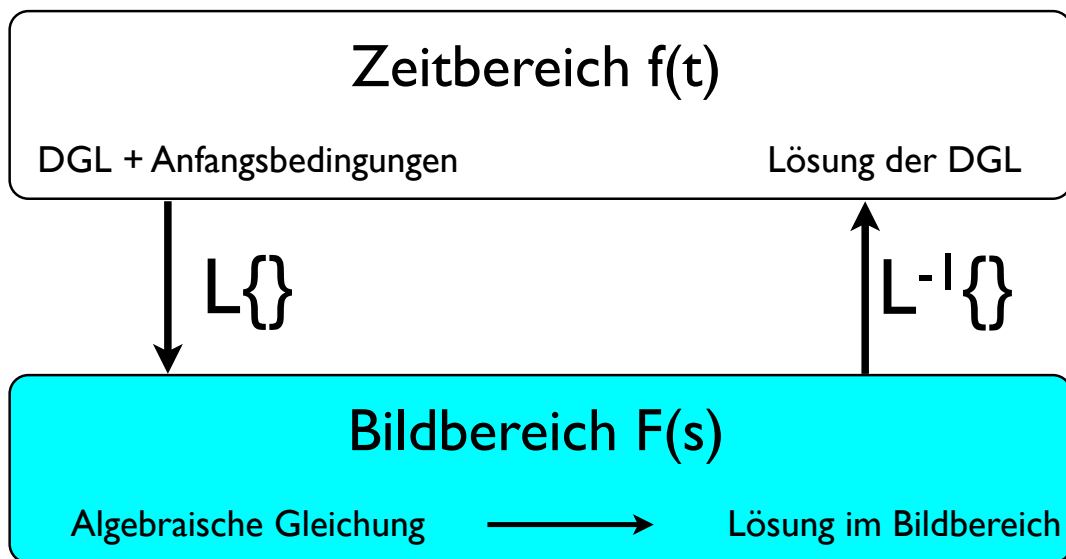 Zeitbereich f(t)
DGL + Anfangsbedingungen Lösung der DGL
L{} L⁻¹{}
Bildbereich F(s)
Algebraische Gleichung Lösung im Bildbereich